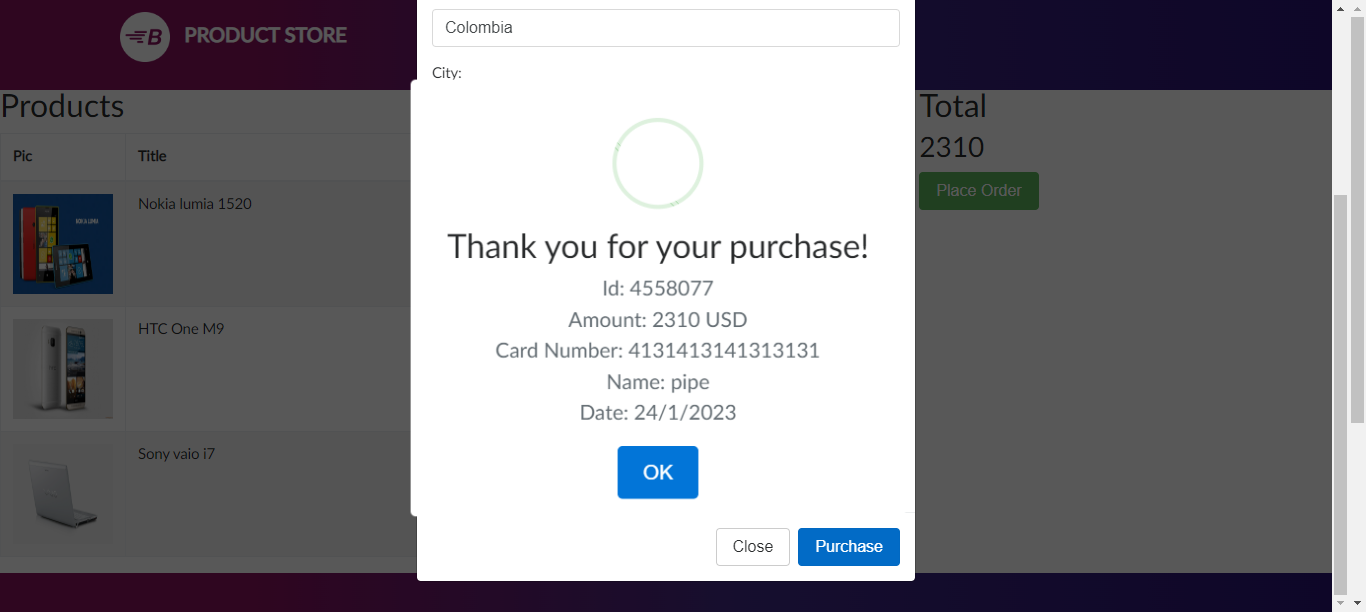 PRODUCT STORE
Colombia
City:
Products
Pic Title
Nokia lumia 1520
HTC One M9
Sony vaio i7
Total
2310
Place Order
Thank you for your purchase!
Id: 4558077
Amount: 2310 USD
Card Number: 4131413141313131
Name: pipe
Date: 24/1/2023
OK
Close Purchase